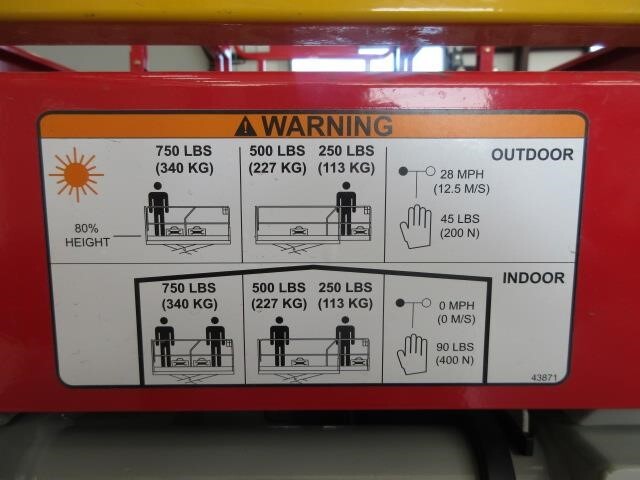 WARNING
750 LBS 500 LBS 250 LBS OUTDOOR
(340 KG) (227 KG) (113 KG)
28 MPH
(12.5 M/S)
80%
HEIGHT
45 LBS
(200 N)
INDOOR
750 LBS 500 LBS 250 LBS
(340 KG) (227 KG) (113 KG)
0 MPH
(0 M/S)
90 LBS
(400 N)
43871